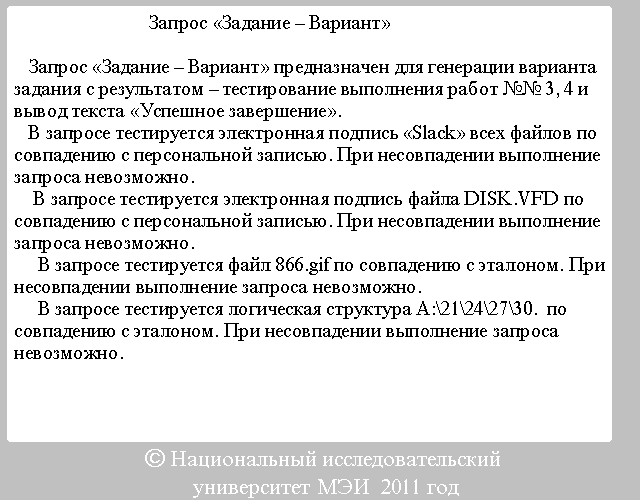 Запрос «Задание – Вариант»
Запрос «Задание – Вариант» предназначен для генерации варианта
задания с результатом – тестирование выполнения работ №№ 3, 4 и
вывод текста «Успешное завершение».
В запросе тестируется электронная подпись «Slack» всех файлов по
совпадению с персональной записью. При несовпадении выполнение
запроса невозможно.
В запросе тестируется электронная подпись файла DISK.VFD по
совпадению с персональной записью. При несовпадении выполнение
запроса невозможно.
В запросе тестируется файл 866.gif по совпадению с эталоном. При
несовпадении выполнение запроса невозможно.
В запросе тестируется логическая структура A:\21\24\27\30. по
совпадению с эталоном. При несовпадении выполнение запроса
невозможно.
© Национальный исследовательский
университет МЭИ 2011 год